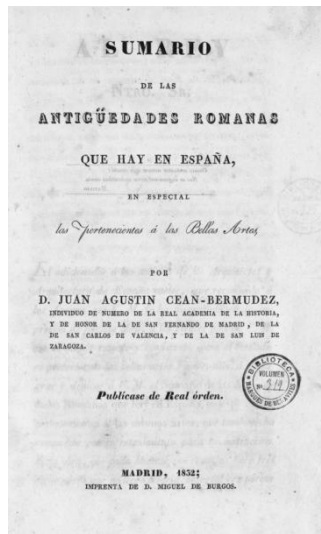 SUMARIO
DE LAS
ANTIGÜEDADES ROMANAS
QUE HAY EN ESPAÑA,
EN ESPECIAL
las Pertenecientes á las Bellas Artes,
POR
D. JUAN AGUSTIN CEAN-BERMUDEZ,
INDIVIDUO DE NUMERO DE LA REAL ACADEMIA DE LA HISTORIA,
Y DE HONOR DE LA DE SAN FERNANDO DE MADRID, DE LA
DE SAN CARLOS DE VALENCIA, Y DE LA DE SAN LUIS DE
ZARAGOZA.
BIBLIOTECA
VOLUMEN
Nº
Publícase de Real órden.
MADRID, 1832;
IMPRENTA DE D. MIGUEL DE BURGOS.